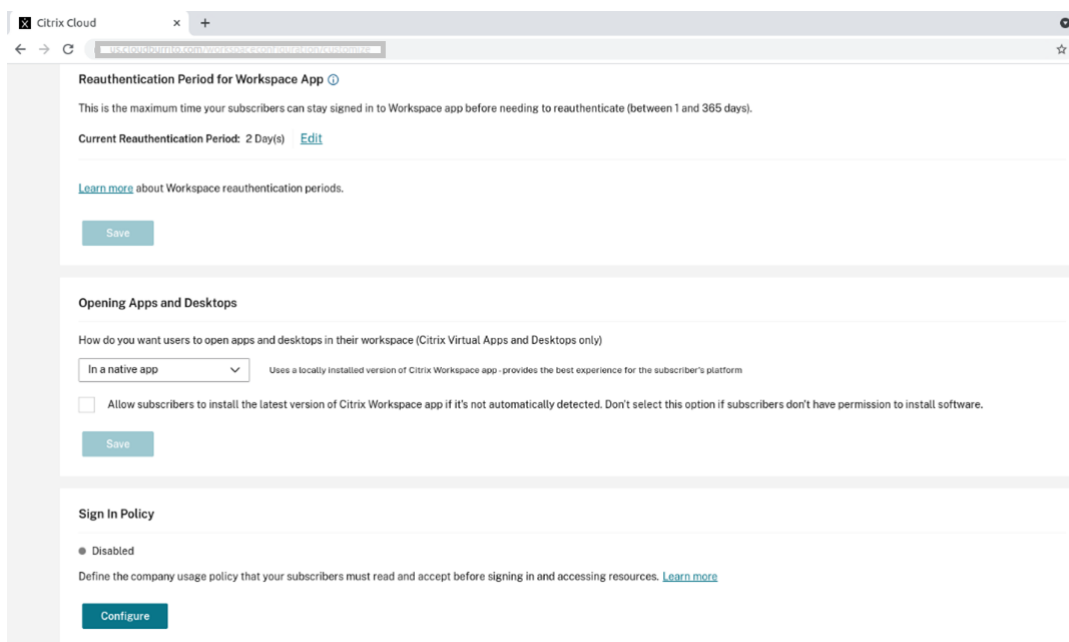 Citrix Cloud
Reauthentication Period for Workspace App
This is the maximum time your subscribers can stay signed in to Workspace app before needing to reauthenticate (between 1 and 365 days).
Current Reauthentication Period: 2 Day(s) Edit
Learn more about Workspace reauthentication periods.
Save
Opening Apps and Desktops
How do you want users to open apps and desktops in their workspace (Citrix Virtual Apps and Desktops only)
In a native app Uses a locally installed version of Citrix Workspace app - provides the best experience for the subscriber's platform
Allow subscribers to install the latest version of Citrix Workspace app if it's not automatically detected. Don't select this option if subscribers don't have permission to install software.
Save
Sign In Policy
Disabled
Define the company usage policy that your subscribers must read and accept before signing in and accessing resources. Learn more
Configure